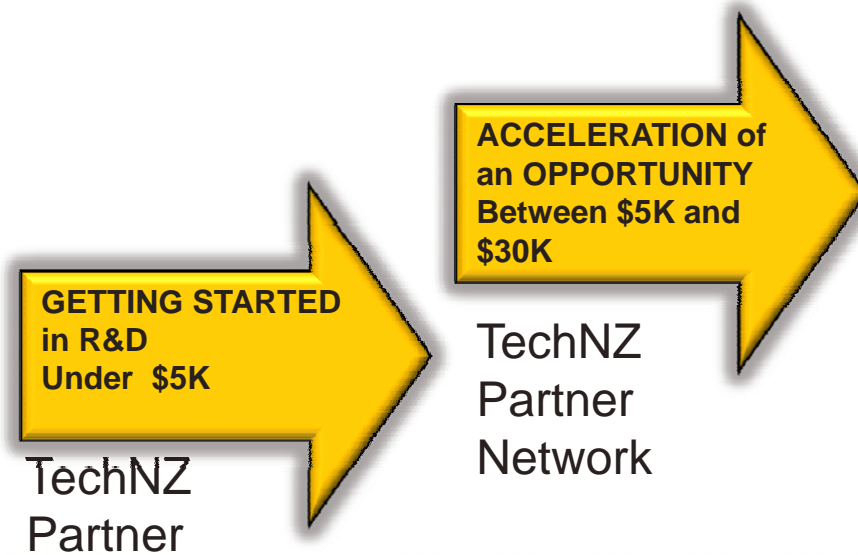 ACCELERATION of
an OPPORTUNITY
Between $5K and
$30K
GETTING STARTED
in R&D
Under $5K
TechNZ
Partner
Network
TechNZ
Partner